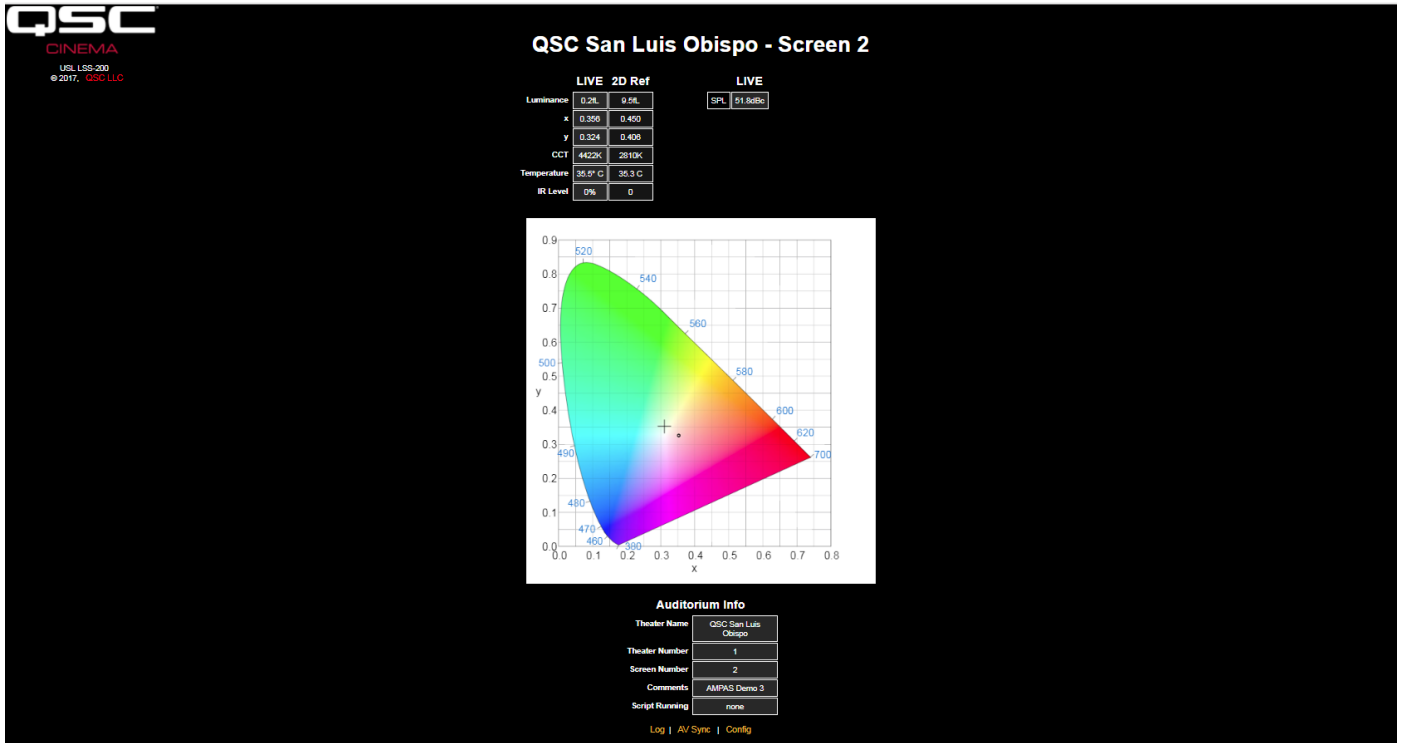 QSC
CINEMA
USL LSS-200
© 2017, QSC LLC
QSC San Luis Obispo - Screen 2
LIVE 2D Ref
Luminance 0.2fL 9.5fL
x 0.356 0.450
y 0.324 0.406
CCT 4422K 2810K
Temperature 35.5° C 35.3 C
IR Level 0% 0
LIVE
SPL 51.8dBc
0.9
520
0.8
540
0.7
560
0.6
500
0.5
580
y
0.4
600
620
0.3
490
700
0.2
480
0.1
470
460
380
0.0
0.0 0.1 0.2 0.3 0.4 0.5 0.6 0.7 0.8
x
Auditorium Info
Theater Name QSC San Luis
Obispo
Theater Number 1
Screen Number 2
Comments AMPAS Demo 3
Script Running none
Log | AV Sync | Config